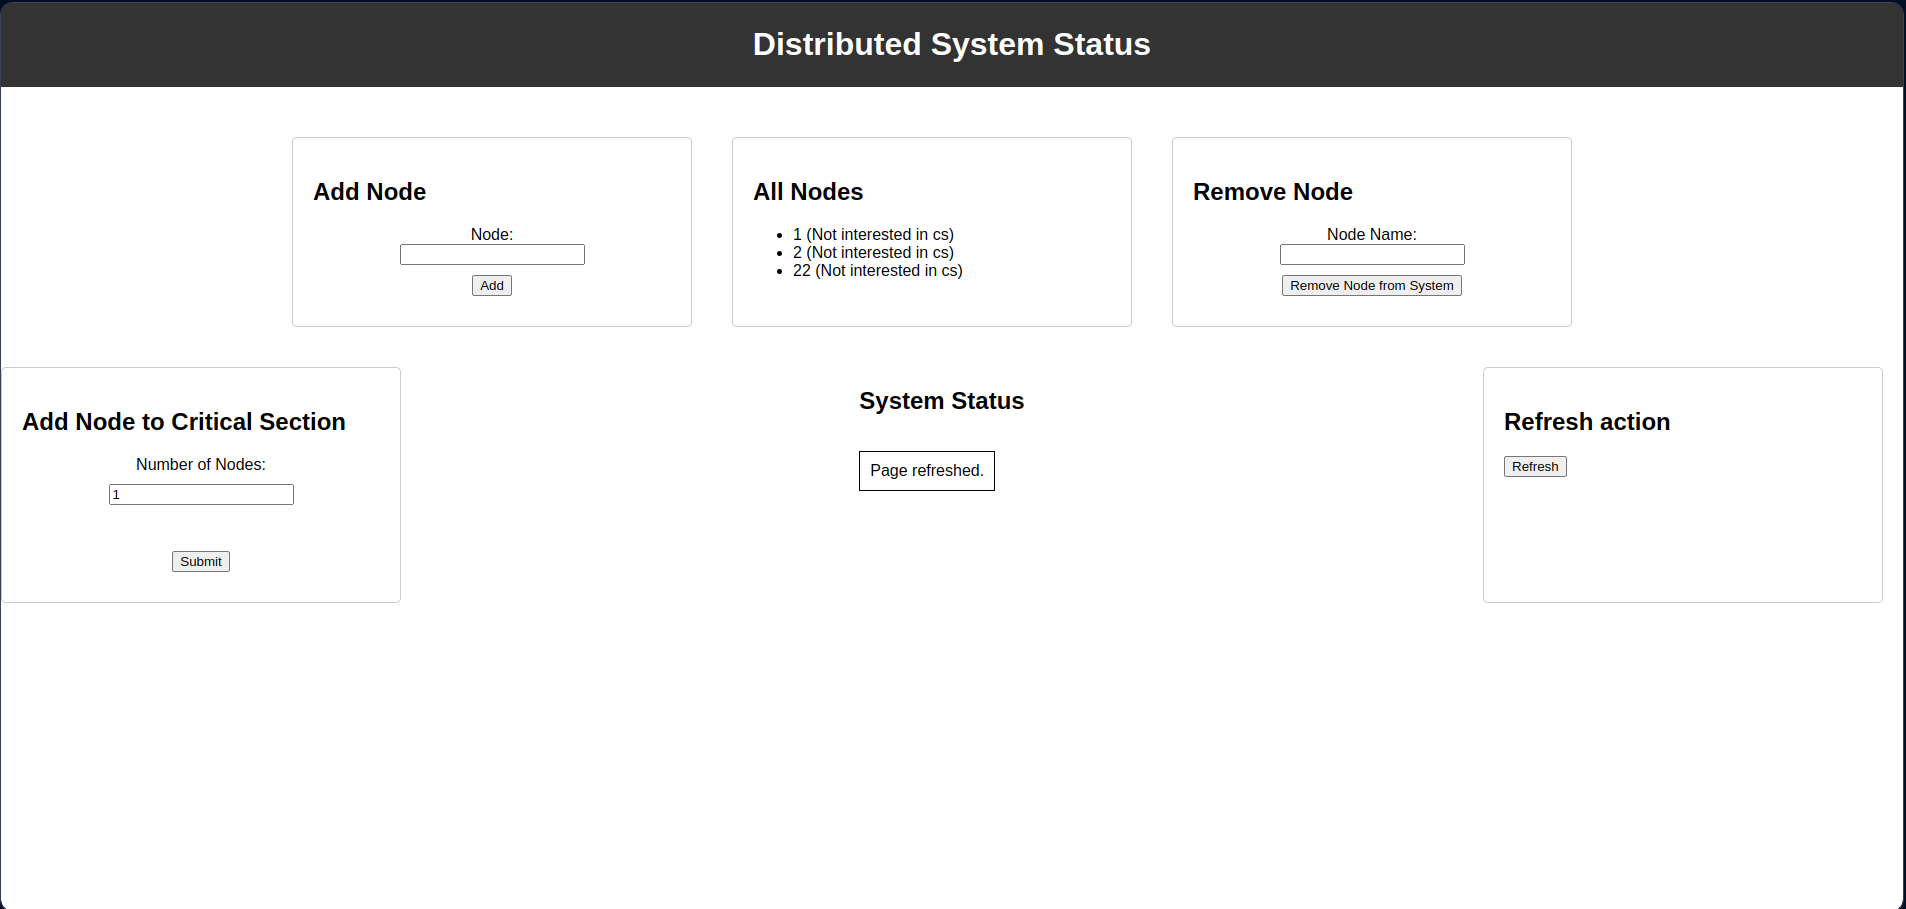 Distributed System Status
Add Node
Node:
Add
All Nodes
1 (Not interested in cs)
2 (Not interested in cs)
22 (Not interested in cs)
Remove Node
Node Name:
Remove Node from System
Add Node to Critical Section
Number of Nodes:
1
Submit
System Status
Page refreshed.
Refresh action
Refresh